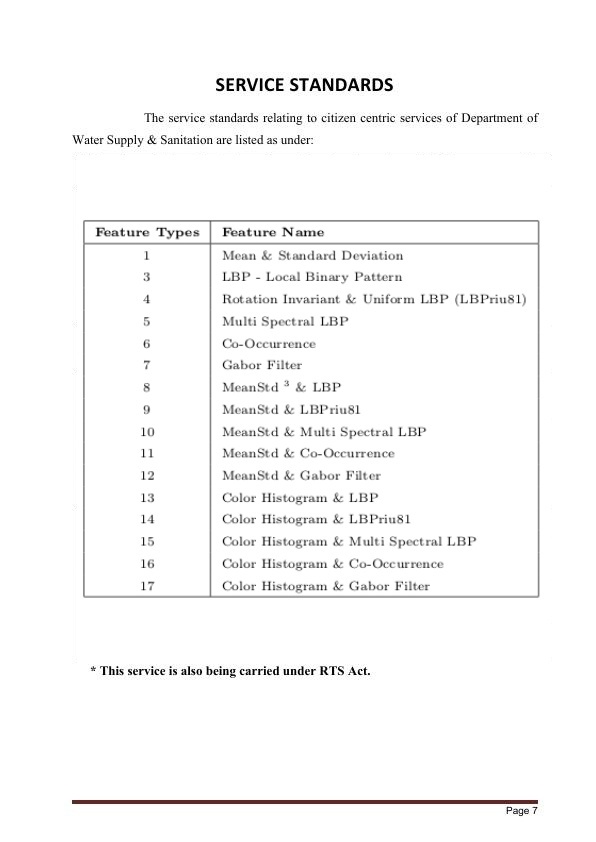 SERVICE STANDARDS
The service standards relating to citizen centric services of Department of
Water Supply & Sanitation are listed as under:
Feature Types Feature Name
1 Mean & Standard Deviation
3 LBP - Local Binary Pattern
4 Rotation Invariant & Uniform LBP (LBPriu81)
5 Multi Spectral LBP
6 Co-Occurrence
7 Gabor Filter
8 MeanStd ³ & LBP
9 MeanStd & LBPriu81
10 MeanStd & Multi Spectral LBP
11 MeanStd & Co-Occurrence
12 MeanStd & Gabor Filter
13 Color Histogram & LBP
14 Color Histogram & LBPriu81
15 Color Histogram & Multi Spectral LBP
16 Color Histogram & Co-Occurrence
17 Color Histogram & Gabor Filter
* This service is also being carried under RTS Act.
Page 7